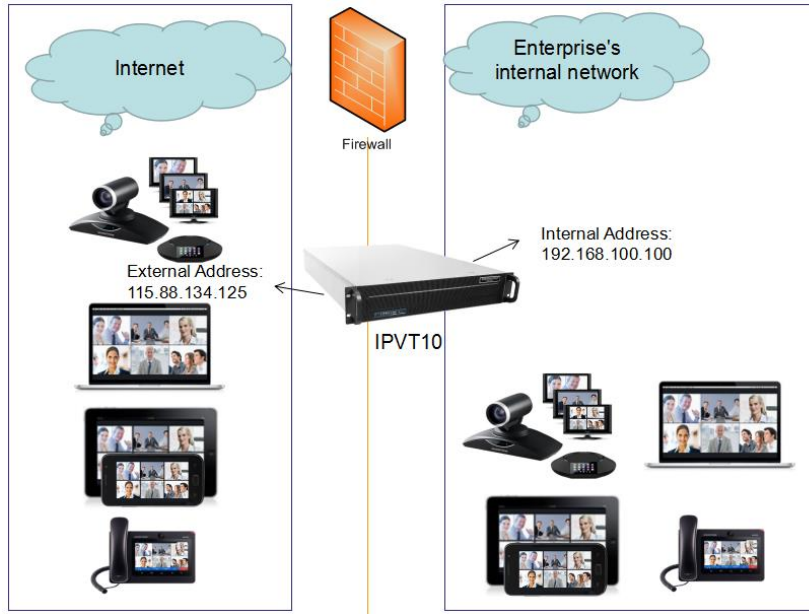 Internet
Firewall
Enterprise's
internal network
External Address:
115.88.134.125
Internal Address:
192.168.100.100
IPVT10